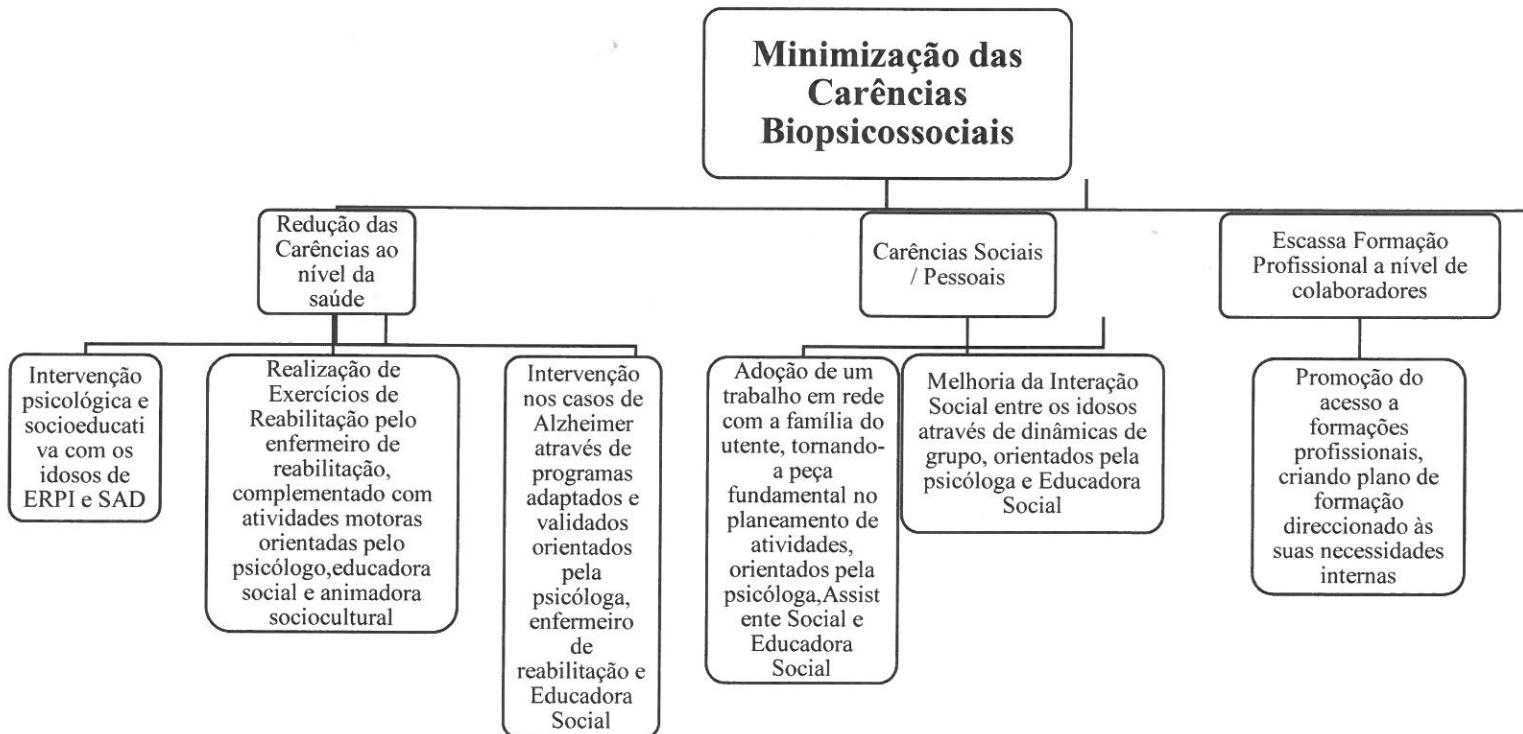 Minimização das
Carências
Biopsicossociais
Redução das
Carências ao
nível da
saúde
Carências Sociais
/ Pessoais
Escassa Formação
Profissional a nível de
colaboradores
Intervenção
psicológica e
socioeducati
va com os
idosos de
ERPI e SAD
Realização de
Exercícios de
Reabilitação pelo
enfermeiro de
reabilitação,
complementado com
atividades motoras
orientadas pelo
psicólogo,educadora
social e animadora
sociocultural
Intervenção
nos casos de
Alzheimer
através de
programas
adaptados e
validados
orientados
pela
psicóloga,
enfermeiro
de
reabilitação e
Educadora
Social
Adoção de um
trabalho em rede
com a família do
utente, tornando-
a peça
fundamental no
planeamento de
atividades,
orientados pela
psicóloga,Assist
ente Social e
Educadora
Social
Melhoria da Interação
Social entre os idosos
através de dinâmicas de
grupo, orientados pela
psicóloga e Educadora
Social
Promoção do
acesso a
formações
profissionais,
criando plano de
formação
direccionado às
suas necessidades
internas